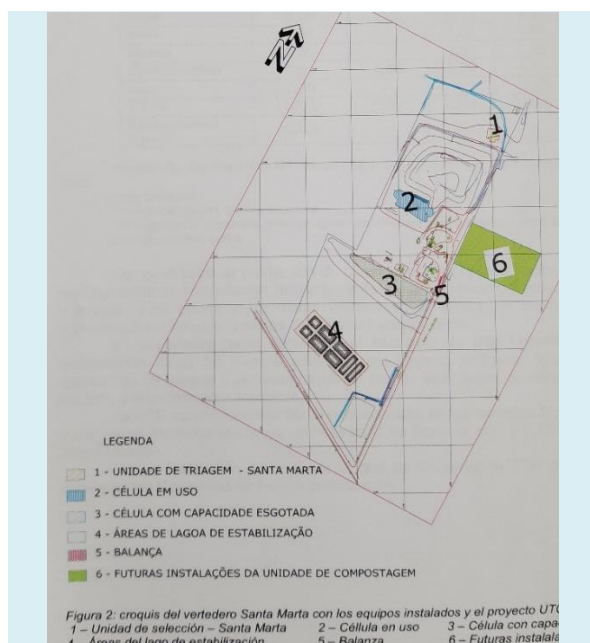 N
1
2
6
3
5
4
LEGENDA
1 - UNIDADE DE TRIAGEM - SANTA MARTA
2 - CÉLULA EM USO
3 - CÉLULA COM CAPACIDADE ESGOTADA
4 - ÁREAS DE LAGOA DE ESTABILIZAÇÃO
5 - BALANÇA
6 - FUTURAS INSTALAÇÕES DA UNIDADE DE COMPOSTAGEM
Figura 2: croquis del vertedero Santa Marta con los equipos instalados y el proyecto UTC
1 – Unidad de selección – Santa Marta 2 – Céllula en uso 3 – Célula con capa
4 – Áreas del lago de estabilización 5 – Balanza 6 – Futuras instalala